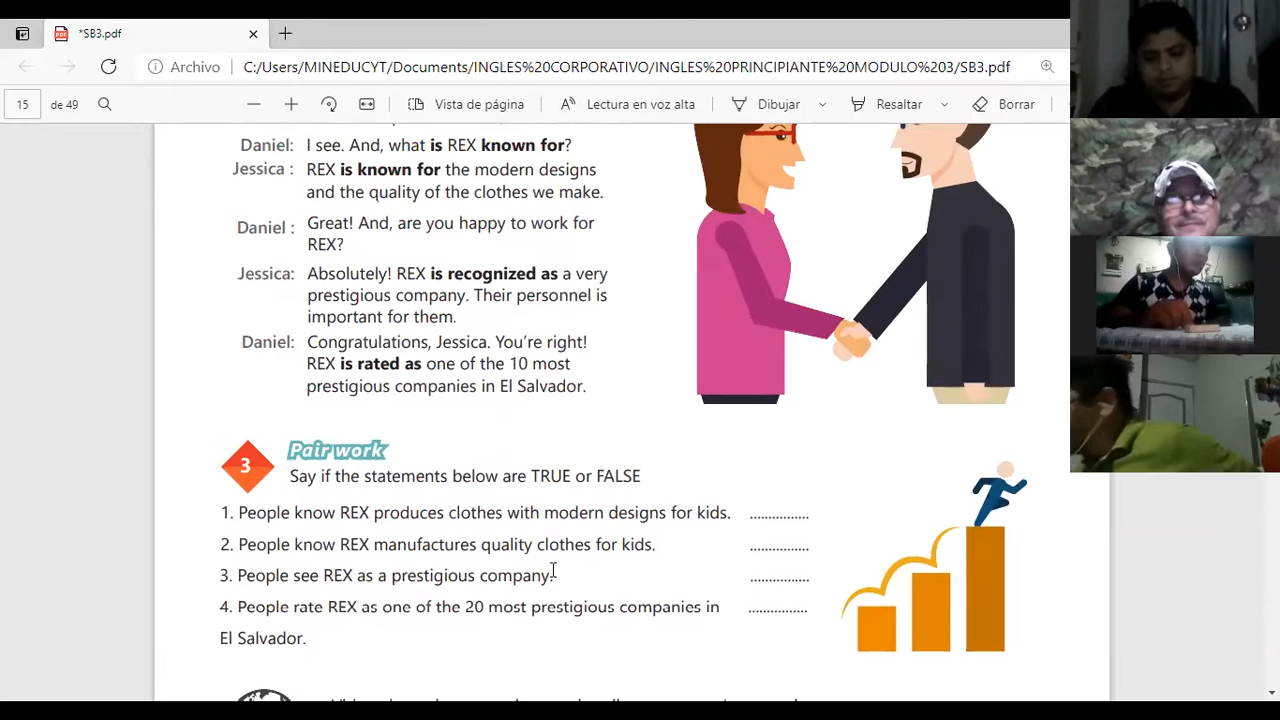 *SB3.pdf
Archivo C:/Users/MINEDUCYT/Documents/INGLES%20CORPORATIVO/INGLES%20PRINCIPIANTE%20MODULO%203/SB3.pdf
15 de 49 Vista de página Lectura en voz alta Dibujar Resaltar Borrar
Daniel: I see. And, what is REX known for?
Jessica : REX is known for the modern designs
and the quality of the clothes we make.
Daniel : Great! And, are you happy to work for
REX?
Jessica: Absolutely! REX is recognized as a very
prestigious company. Their personnel is
important for them.
Daniel: Congratulations, Jessica. You’re right!
REX is rated as one of the 10 most
prestigious companies in El Salvador.
3 Pair work
Say if the statements below are TRUE or FALSE
1. People know REX produces clothes with modern designs for kids. ...............
2. People know REX manufactures quality clothes for kids. ...............
3. People see REX as a prestigious company. ...............
4. People rate REX as one of the 20 most prestigious companies in ...............
El Salvador.